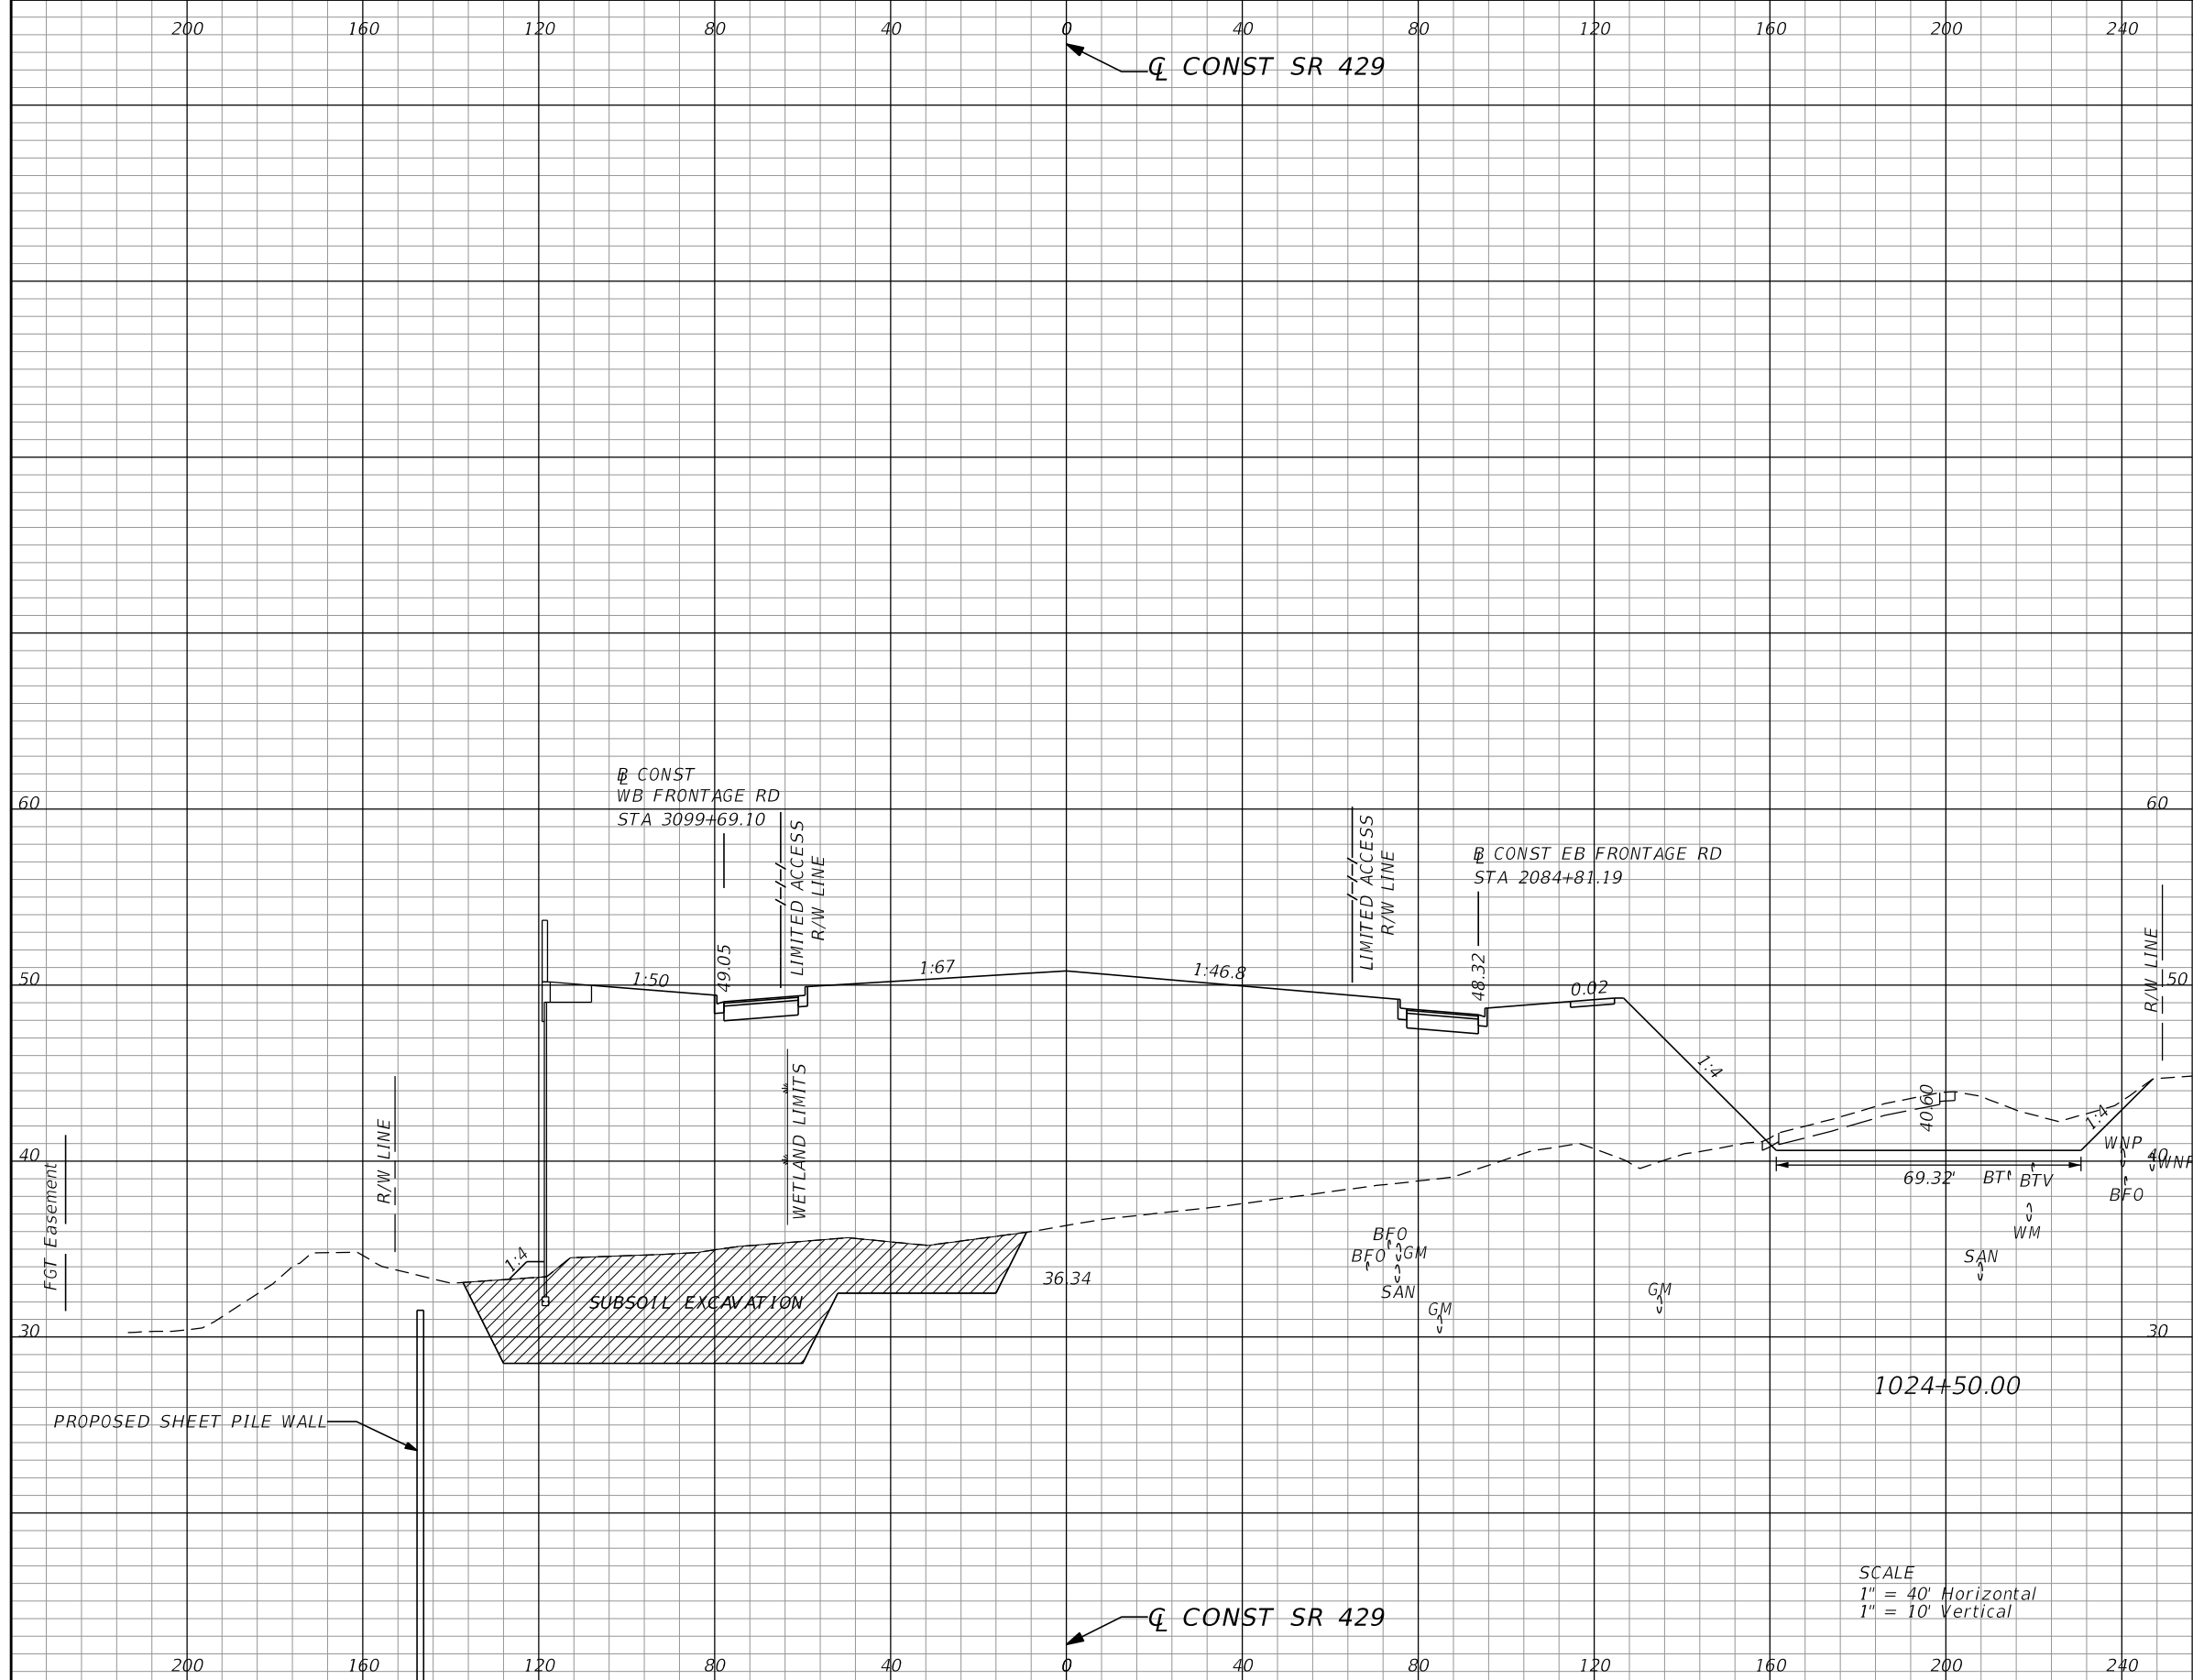 200 160 120 80 40 0 40 80 120 160 200 240
℄ CONST SR 429
℄ CONST
WB FRONTAGE RD
STA 3099+69.10
60
60
LIMITED ACCESS
R/W LINE
LIMITED ACCESS
R/W LINE
℄ CONST EB FRONTAGE RD
STA 2084+81.19
R/W LINE
50
1:50
49.05
1:67
1:46.8
48.32
0.02
50
1:4
WETLAND LIMITS
R/W LINE
FGT Easement
40
40.60
1:4
WNP
40
WNP
69.32'
BT
BTV
BFO
WM
SAN
BFO
BFO
GM
SAN
GM
GM
1:4
36.34
SUBSOIL EXCAVATION
30
30
1024+50.00
PROPOSED SHEET PILE WALL
SCALE
1" = 40' Horizontal
1" = 10' Vertical
℄ CONST SR 429
200 160 120 80 40 0 40 80 120 160 200 240